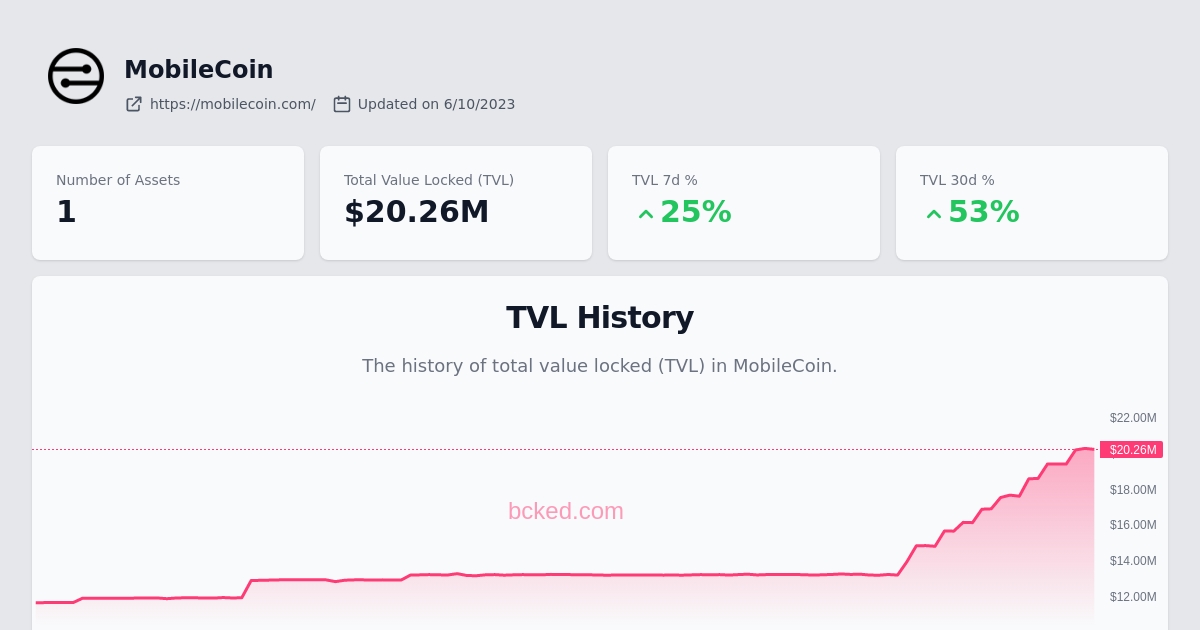 MobileCoin
https://mobilecoin.com/ Updated on 6/10/2023
Number of Assets
1
Total Value Locked (TVL)
$20.26M
TVL 7d %
25%
TVL 30d %
53%
TVL History
The history of total value locked (TVL) in MobileCoin.
$22.00M
$20.26M
$18.00M
bcked.com
$16.00M
$14.00M
$12.00M